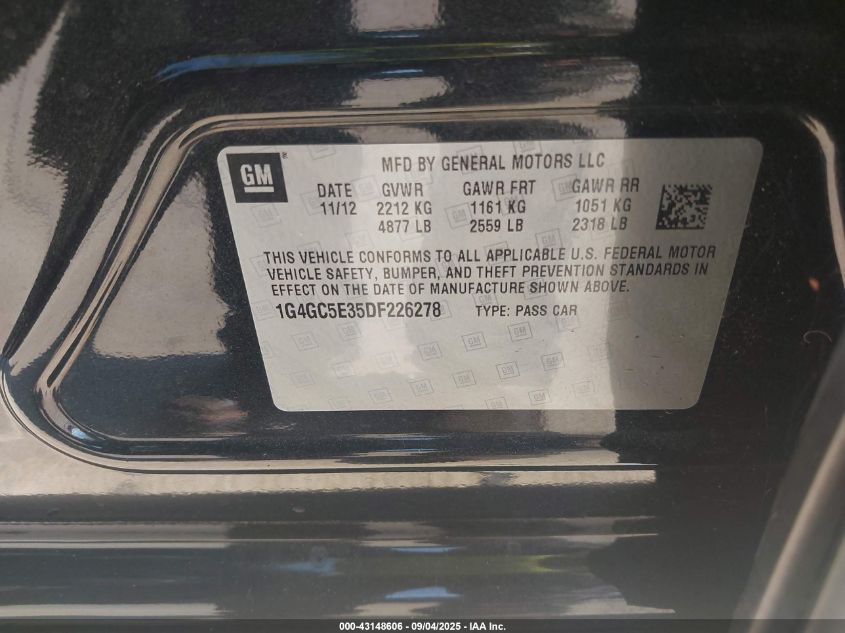 GM
MFD BY GENERAL MOTORS LLC
DATE GVWR GAWR FRT GAWR RR
11/12 2212 KG 1161 KG 1051 KG
4877 LB 2559 LB 2318 LB
THIS VEHICLE CONFORMS TO ALL APPLICABLE U.S. FEDERAL MOTOR
VEHICLE SAFETY, BUMPER, AND THEFT PREVENTION STANDARDS IN
EFFECT ON THE DATE OF MANUFACTURE SHOWN ABOVE.
1G4GC5E35DF226278 TYPE: PASS CAR
000-43148606 - 09/04/2025 - IAA Inc.